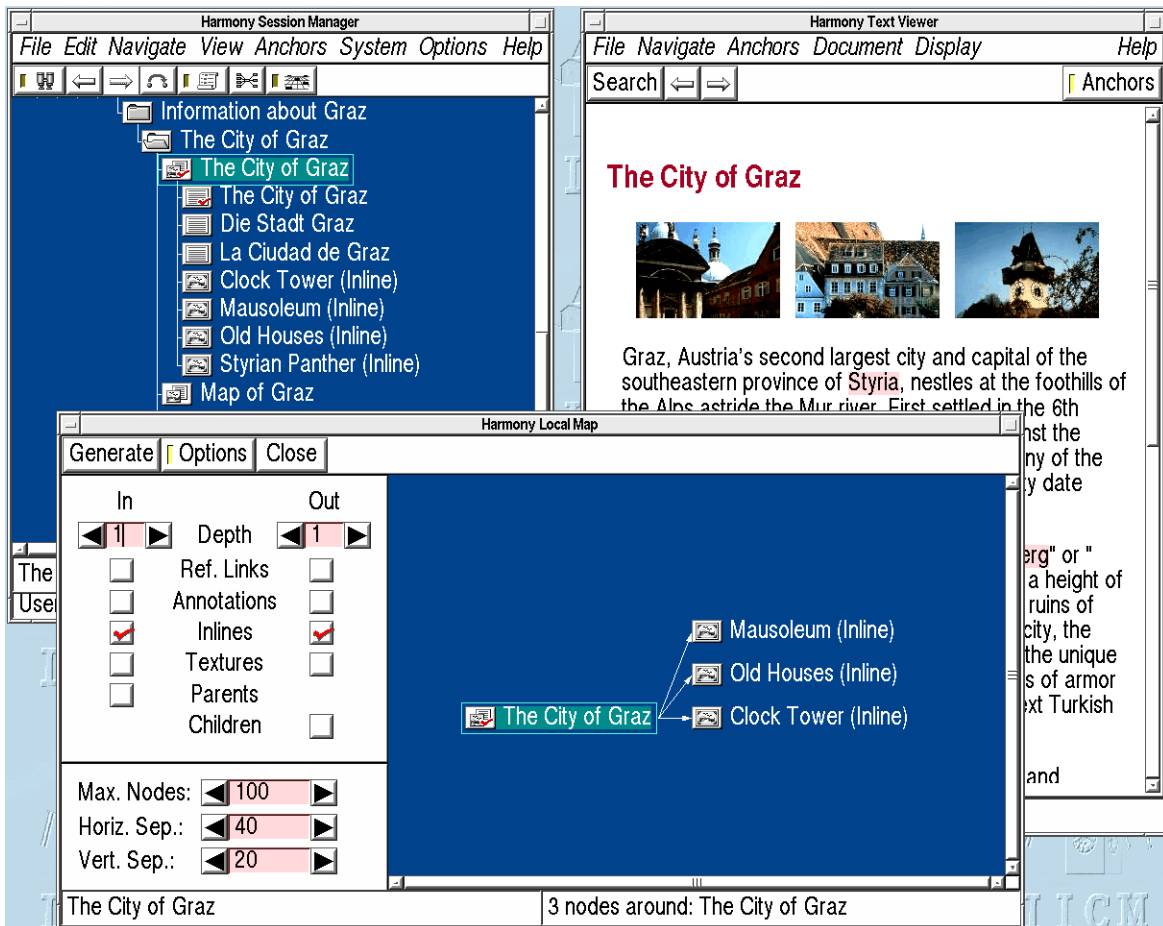 Harmony Session Manager
File Edit Navigate View Anchors System Options Help
Information about Graz
The City of Graz
The City of Graz
The City of Graz
Die Stadt Graz
La Ciudad de Graz
Clock Tower (Inline)
Mausoleum (Inline)
Old Houses (Inline)
Styrian Panther (Inline)
Map of Graz
The
User
Harmony Text Viewer
File Navigate Anchors Document Display Help
Search Anchors
The City of Graz
Graz, Austria's second largest city and capital of the
southeastern province of Styria, nestles at the foothills of
the Alps astride the Mur river. First settled in the 6th
nst the
ny of the
y date
erg" or "
a height of
ruins of
city, the
the unique
s of armor
ext Turkish
and
Harmony Local Map
Generate Options Close
In Out
1 Depth 1
Ref. Links
Annotations
Inlines
Textures
Parents
Children
Max. Nodes: 100
Horiz. Sep.: 40
Vert. Sep.: 20
Mausoleum (Inline)
Old Houses (Inline)
The City of Graz Clock Tower (Inline)
The City of Graz
3 nodes around: The City of Graz
IICM